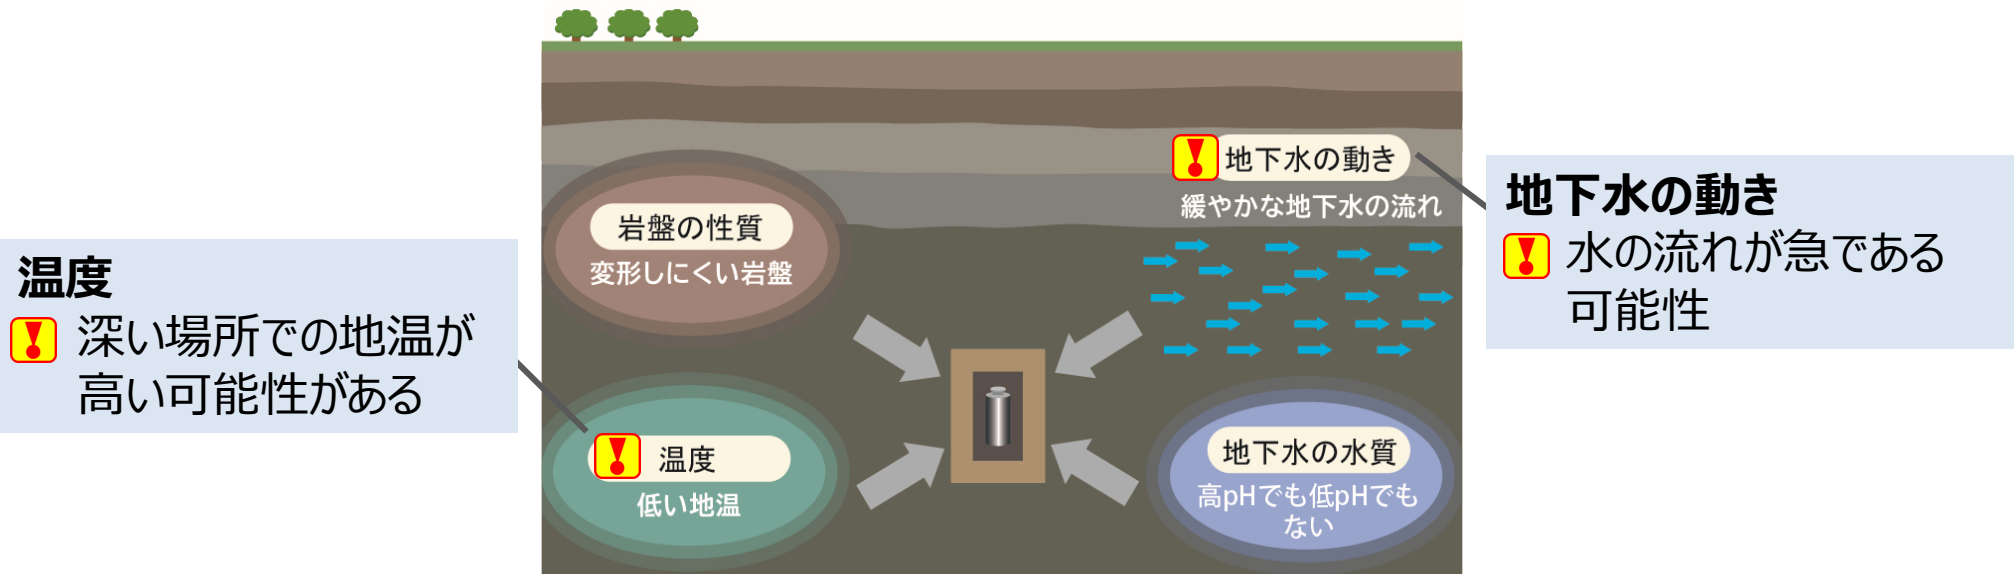 温度
深い場所での地温が
高い可能性がある
岩盤の性質
変形しにくい岩盤
温度
低い地温
地下水の動き
緩やかな地下水の流れ
地下水の水質
高pHでも低pHでも
ない
地下水の動き
水の流れが急である
可能性